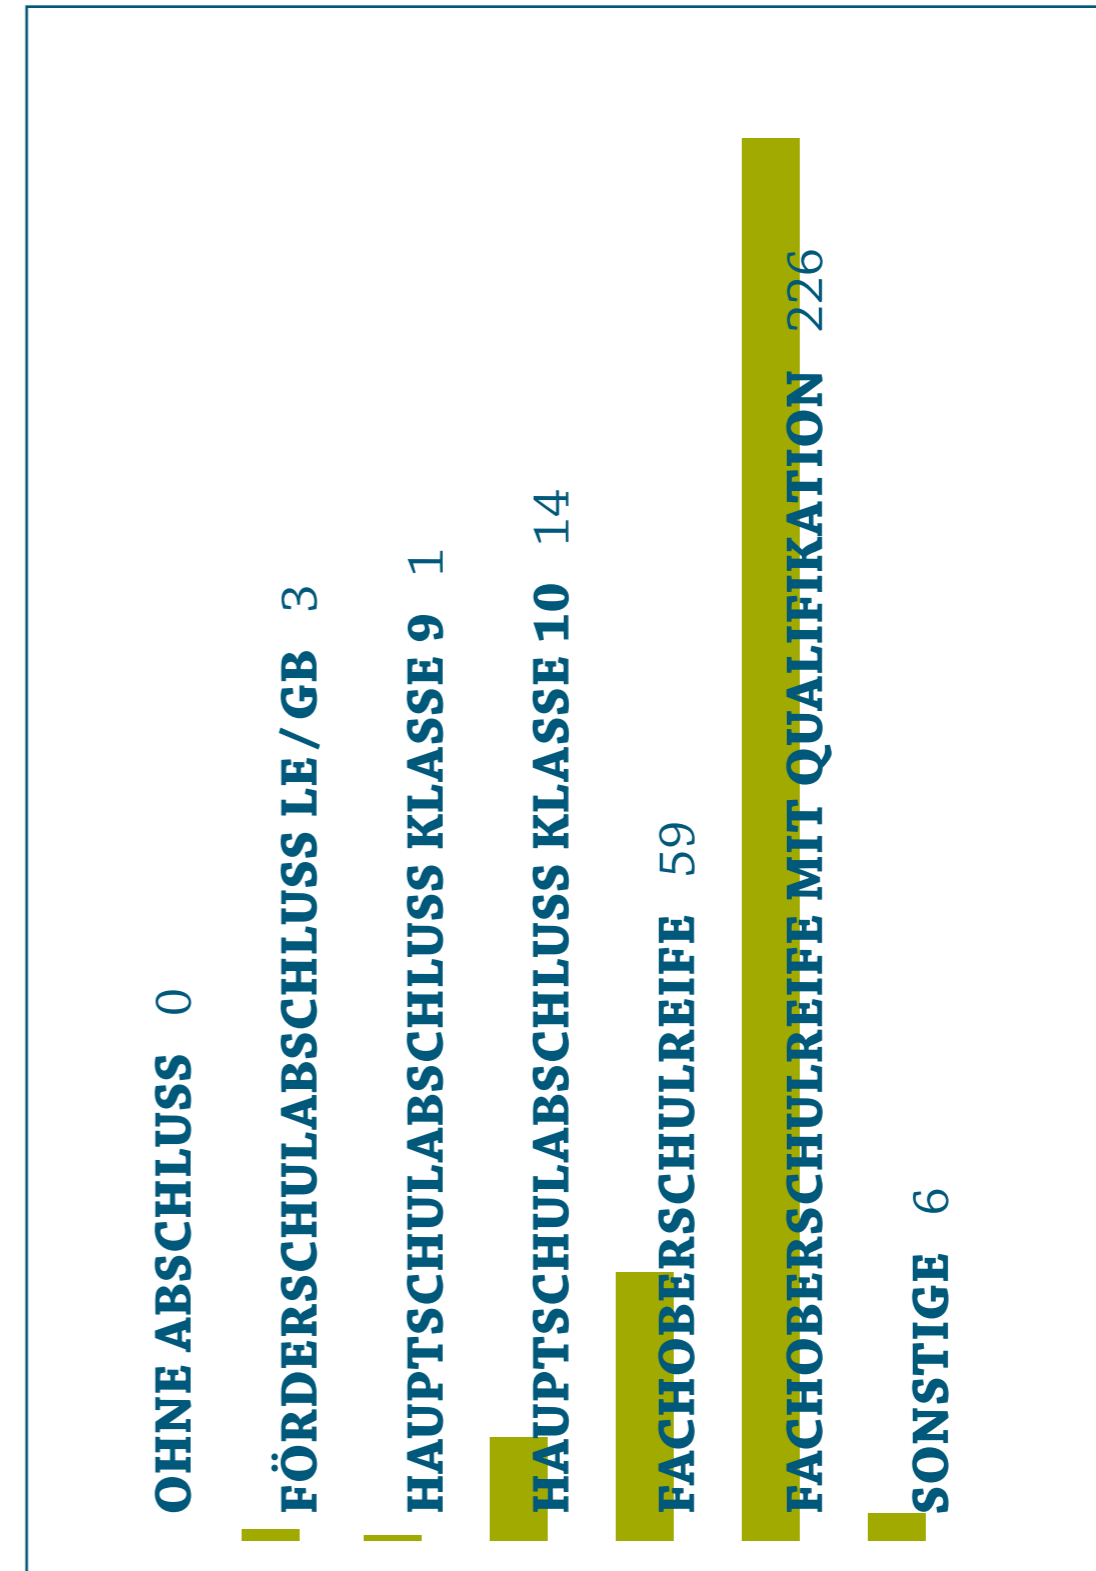 OHNE ABSCHLUSS 0
FÖRDERSCHULABSCHLUSS LE/GB 3
HAUPTSCHULABSCHLUSS KLASSE 9 1
HAUPTSCHULABSCHLUSS KLASSE 10 14
FACHOBERSCHULREIFE 59
FACHOBERSCHULREIFE MIT QUALIFIKATION 226
SONSTIGE 6